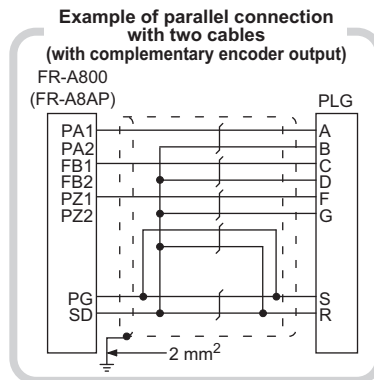 Example of parallel connection
with two cables
(with complementary encoder output)
FR-A800
(FR-A8AP)
PLG
PA1
A
PA2
B
FB1
C
FB2
D
PZ1
F
PZ2
G
PG
S
SD
R
2 mm²